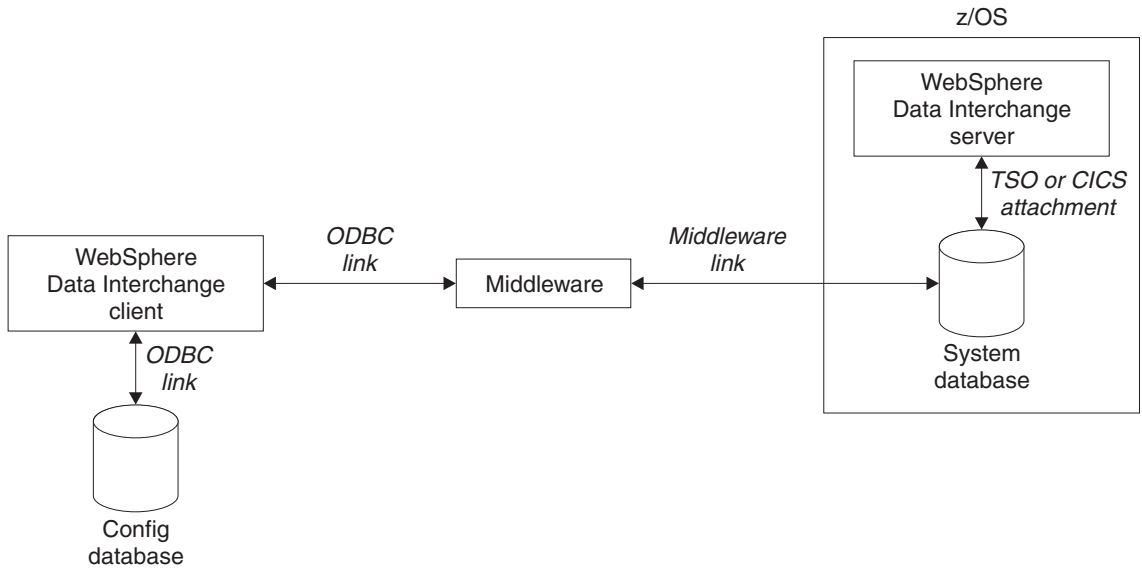 z/OS
WebSphere
Data Interchange
server
TSO or CICS
attachment
System
database
Middleware
link
Middleware
ODBC
link
WebSphere
Data Interchange
client
ODBC
link
Config
database